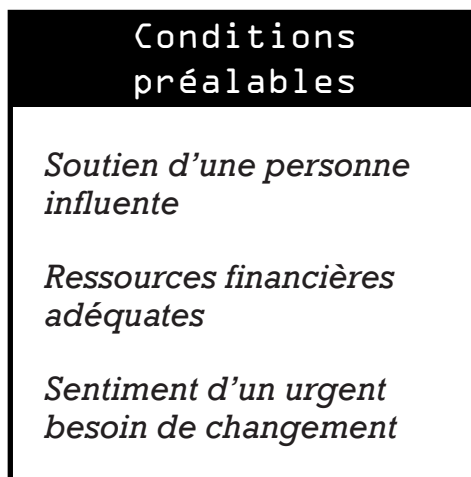 Conditions
préalables
Soutien d’une personne
influente
Ressources financières
adéquates
Sentiment d’un urgent
besoin de changement